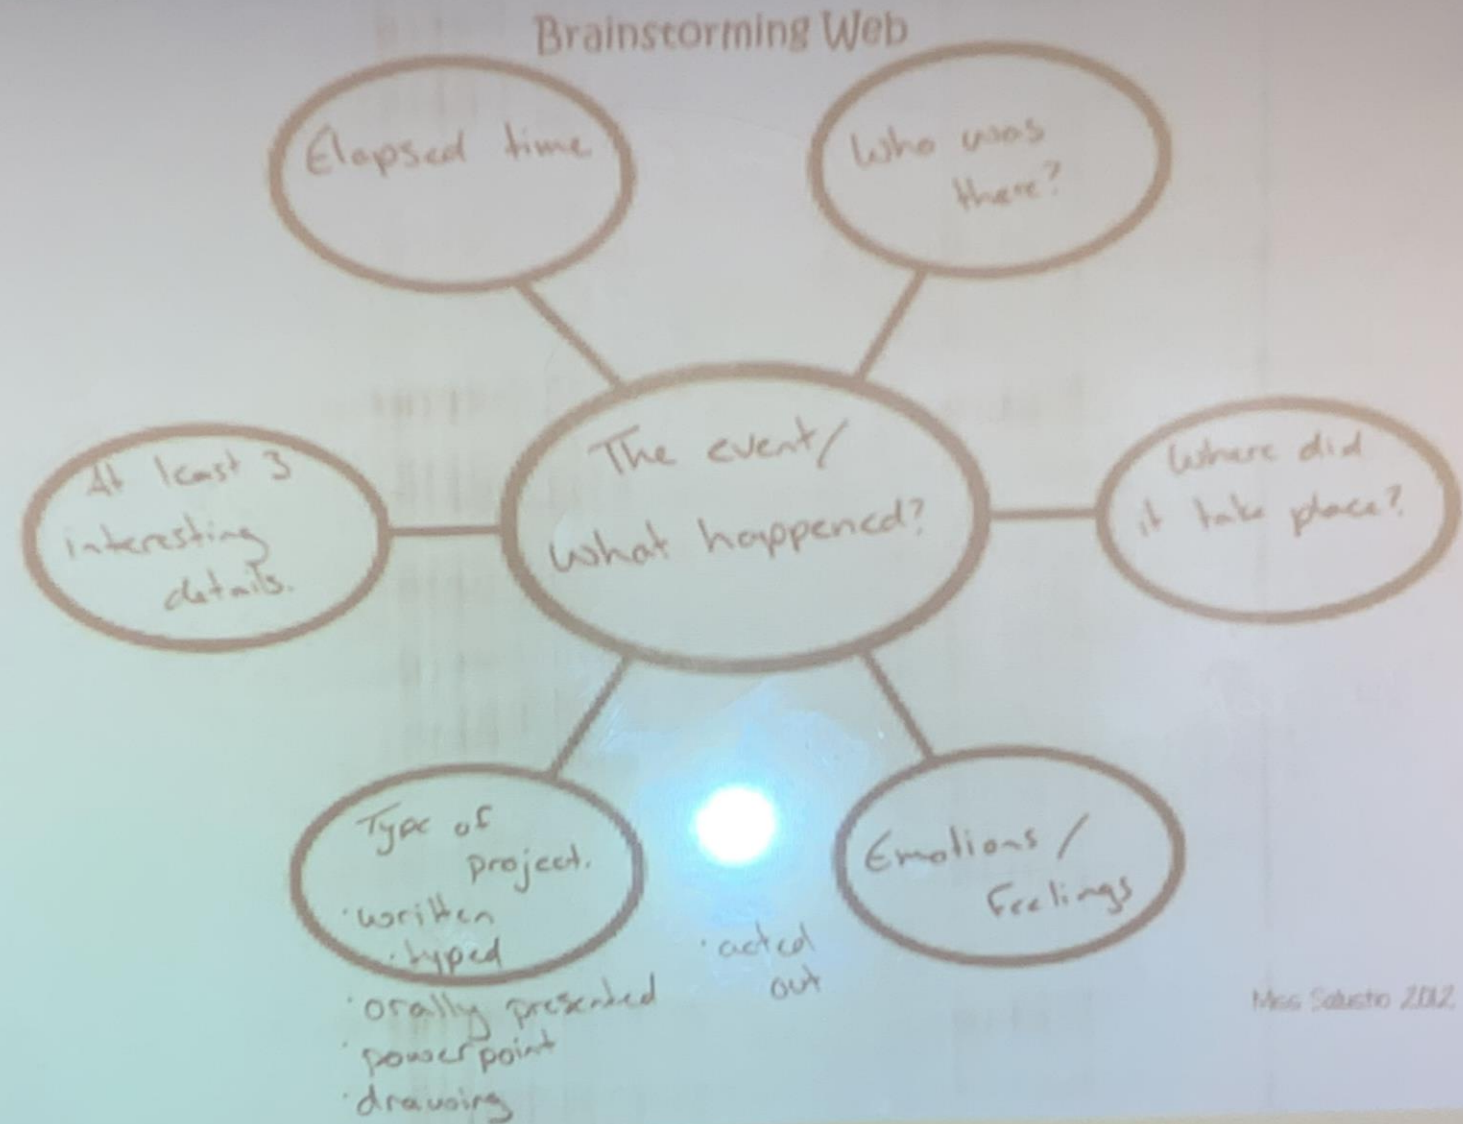 Brainstorming Web
Elapsed time
Who was
there?
The event/
What happened?
At least 3
interesting
details.
Where did
it take place?
Type of
project.
·written
·typed
·orally presented
·powerpoint
·drawing
·acted
out
Emotions /
Feelings
Miss Salustio 2012